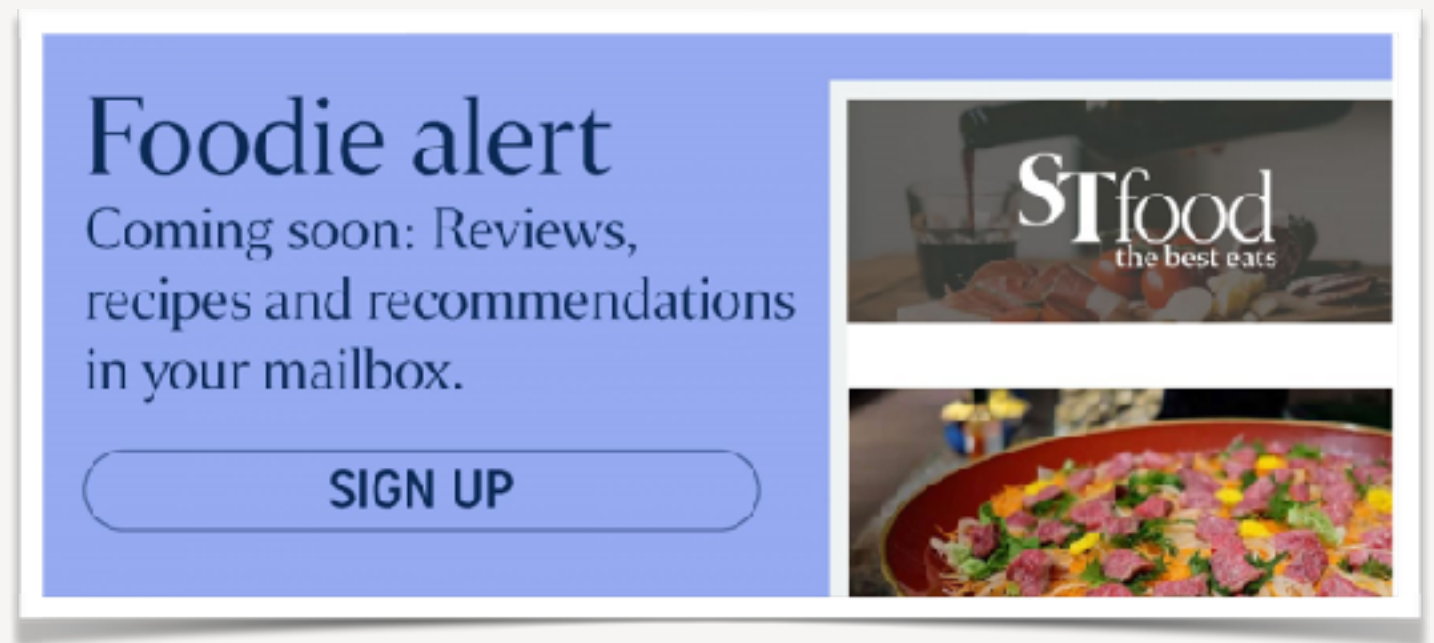 Foodie alert
Coming soon: Reviews,
recipes and recommendations
in your mailbox.
SIGN UP
STfood
the best eats